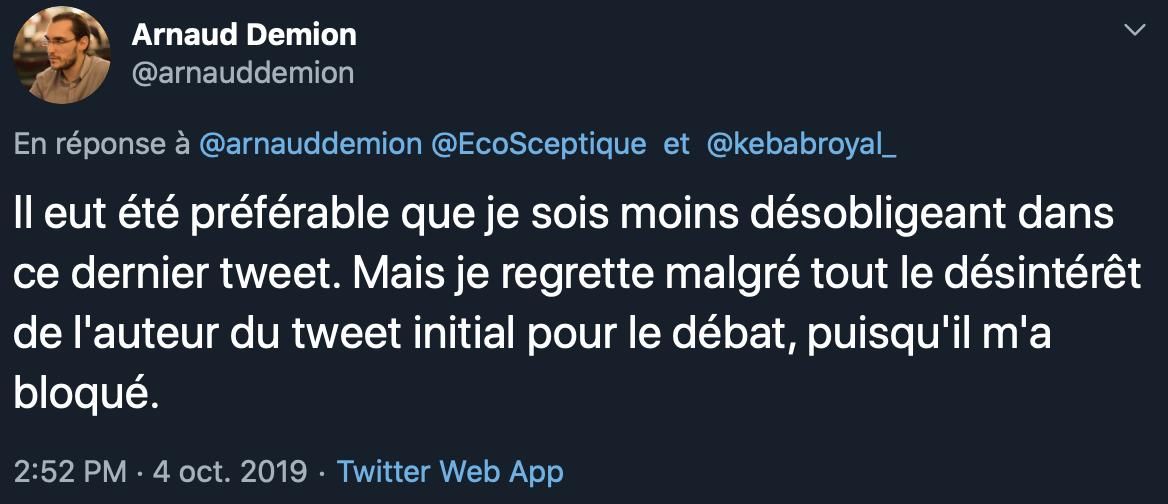 Arnaud Demion
@arnauddemion
En réponse à @arnauddemion @EcoSceptique et @kebabroyal_
Il eut été préférable que je sois moins désobligeant dans
ce dernier tweet. Mais je regrette malgré tout le désintérêt
de l'auteur du tweet initial pour le débat, puisqu'il m'a
bloqué.
2:52 PM · 4 oct. 2019 · Twitter Web App